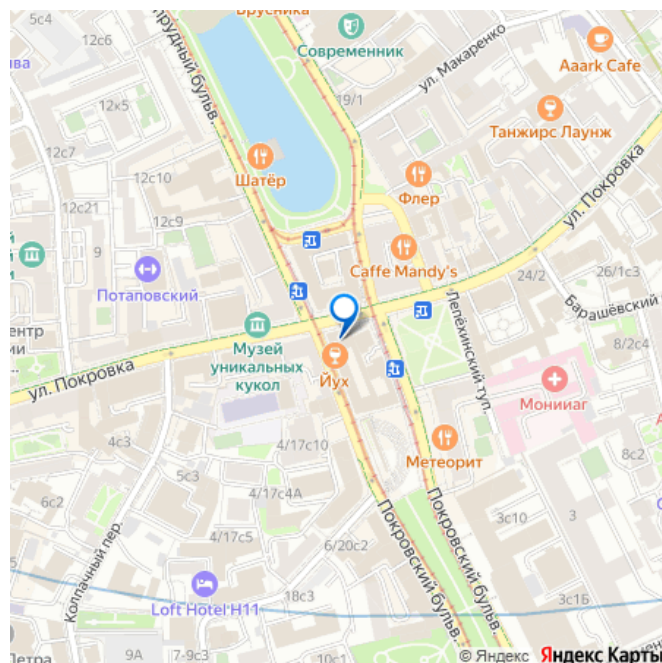 Брусника
12с6
5с4
Современник
ул. Макаренко
Aaark Cafe
12к5
19/1
Танжирс Лаунж
12с7
12с10
Шатёр
Флер
ул. Покровка
12с21
12с9
9
Caffe Mandy's
24/2
26/1с3
Потаповский
Лепёхинский туп.
Барашёвский
8/2с4
Музей
уникальных
кукол
Йух
ул. Покровка
Мониiаг
4с3
4/17с10
Метеорит
8с2
5с3
4/17с4А
6с2
4/17с5
6/20с2
3с10
3
Колпачный пер.
Покровский бульв.
Покровский бульв.
18с3
Loft Hotel H11
3с1Б
9А
7-9с3
© Яндекс
Яндекс Карты